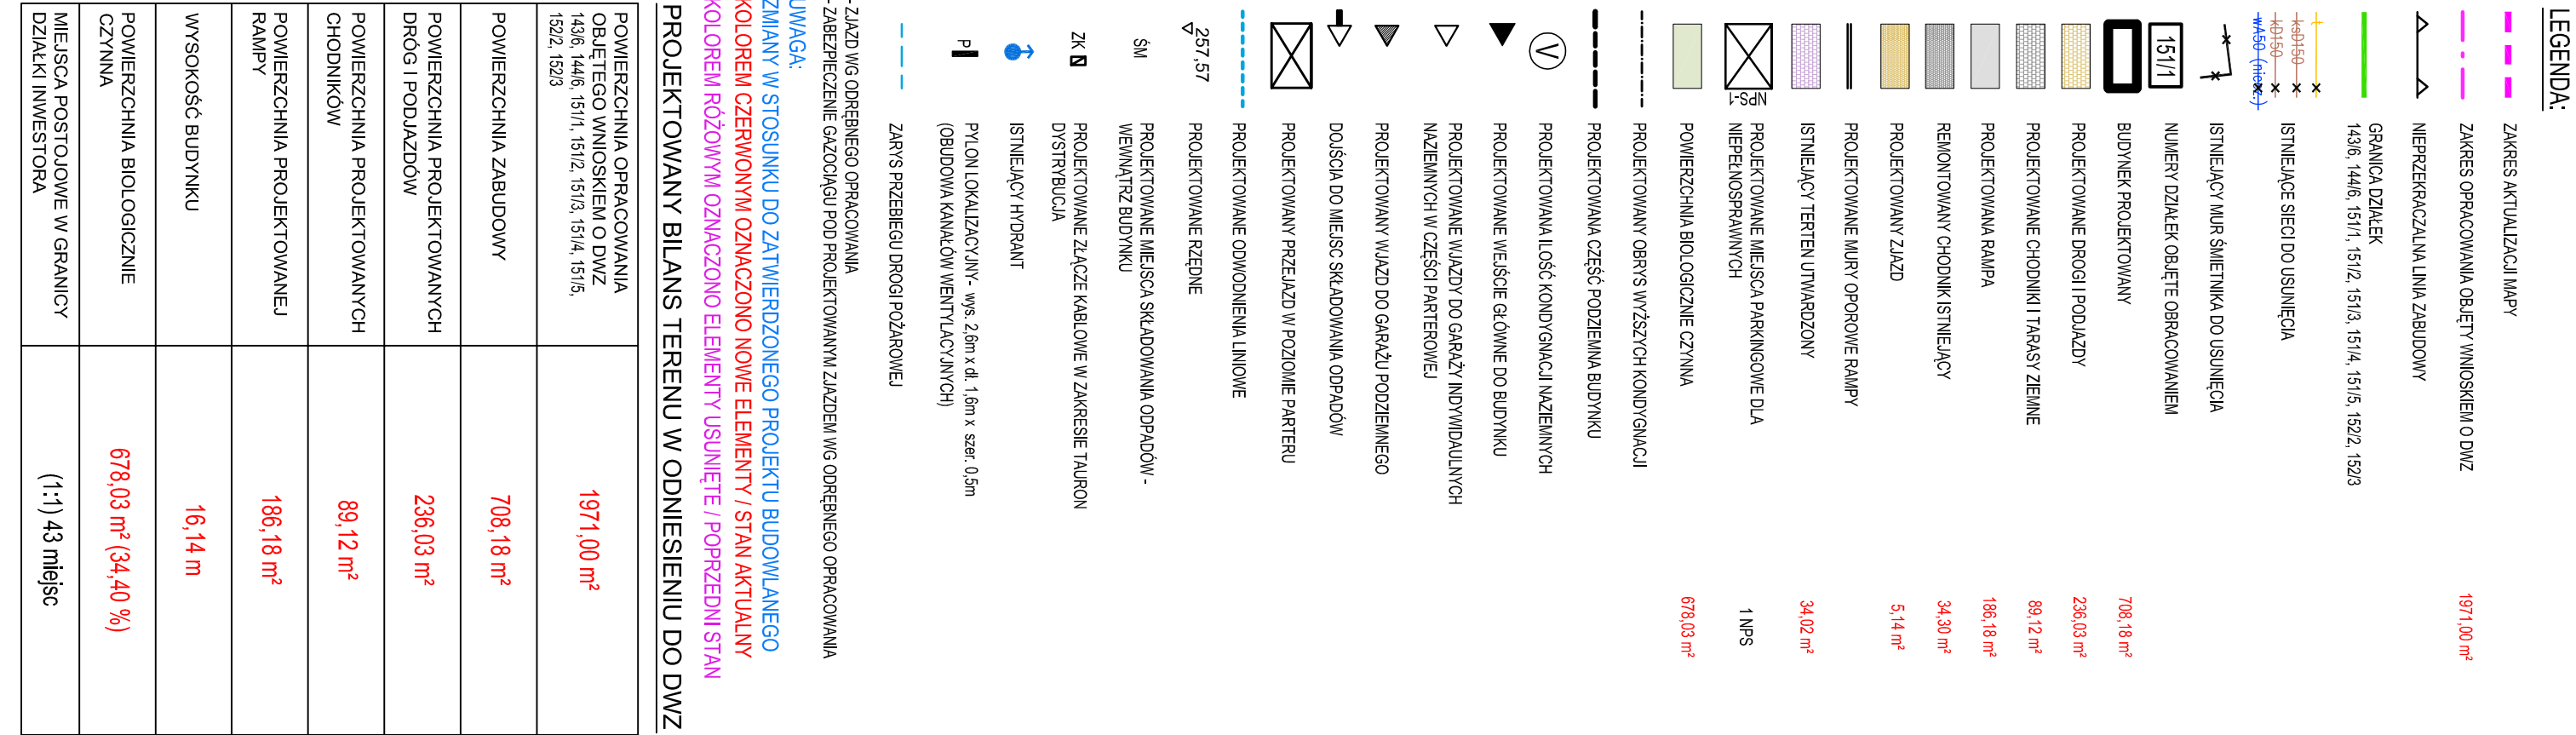 LEGENDA:
ZAKRES AKTUALIZACJI MAPY
ZAKRES OPRACOWANIA OBJĘTY WNIOSKIEM O DWZ 1971,00 m²
NIEPRZEKRACZALNA LINIA ZABUDOWY
GRANICA DZIAŁEK
143/6, 144/6, 151/1, 151/2, 151/3, 151/4, 151/5, 152/2, 152/3
t
ksD150
kD150
wA50 (niecz.)
ISTNIEJĄCE SIECI DO USUNIĘCIA
ISTNIEJĄCY MUR ŚMIETNIKA DO USUNIĘCIA
151/1 NUMERY DZIAŁEK OBJĘTE OBRACOWANIEM
BUDYNEK PROJEKTOWANY 708,18 m²
PROJEKTOWANE DROGI I PODJAZDY 236,03 m²
PROJEKTOWANE CHODNIKI I TARASY ZIEMNE 89,12 m²
PROJEKTOWANA RAMPA 186,18 m²
REMONTOWANY CHODNIK ISTNIEJĄCY 34,30 m²
PROJEKTOWANY ZJAZD 5,14 m²
PROJEKTOWANE MURY OPOROWE RAMPY
ISTNIEJĄCY TERTEN UTWARDZONY 34,02 m²
NPS-1 PROJEKTOWANE MIEJSCA PARKINGOWE DLA
NIEPEŁNOSPRAWNYCH 1 NPS
POWIERZCHNIA BIOLOGICZNIE CZYNNA 678,03 m²
PROJEKTOWANY OBRYS WYŻSZYCH KONDYGNACJI
PROJEKTOWANA CZĘŚĆ PODZIEMNA BUDYNKU
V PROJEKTOWANA ILOŚĆ KONDYGNACJI NAZIEMNYCH
PROJEKTOWANE WEJŚCIE GŁÓWNE DO BUDYNKU
PROJEKTOWANE WJAZDY DO GARAŻY INDYWIDAULNYCH
NAZIEMNYCH W CZĘŚCI PARTEROWEJ
PROJEKTOWANY WJAZD DO GARAŻU PODZIEMNEGO
DOJŚCIA DO MIEJSC SKŁADOWANIA ODPADÓW
PROJEKTOWANY PRZEJAZD W POZIOMIE PARTERU
PROJEKTOWANE ODWODNIENIA LINIOWE
257,57 PROJEKTOWANE RZĘDNE
ŚM PROJEKTOWANE MIEJSCA SKŁADOWANIA ODPADÓW -
WEWNĄTRZ BUDYNIKU
ZK PROJEKTOWANE ZŁĄCZE KABLOWE W ZAKRESIE TAURON
DYSTRYBUCJA
ISTNIEJĄCY HYDRANT
P PYLON LOKALIZACYJNY- wys. 2,6m x dł. 1,6m x szer. 0,5m
(OBUDOWA KANAŁÓW WENTYLACYJNYCH)
ZARYS PRZEBIEGU DROGI POŻAROWEJ
- ZJAZD WG ODRĘBNEGO OPRACOWANIA
- ZABEZPIECZENIE GAZOCIĄGU POD PROJEKTOWANYM ZJAZDEM WG ODRĘBNEGO OPRACOWANIA
UWAGA:
ZMIANY W STOSUNKU DO ZATWIERDZONEGO PROJEKTU BUDOWLANEGO
KOLOREM CZERWONYM OZNACZONO NOWE ELEMENTY / STAN AKTUALNY
KOLOREM RÓŻOWYM OZNACZONO ELEMENTY USUNIĘTE / POPRZEDNI STAN
PROJEKTOWANY BILANS TERENU W ODNIESIENIU DO DWZ
POWIERZCHNIA OPRACOWANIA
OBJĘTEGO WNIOSKIEM O DWZ
143/6, 144/6, 151/1, 151/2, 151/3, 151/4, 151/5,
152/2, 152/3
1971,00 m²
POWIERZCHNIA ZABUDOWY
708,18 m²
POWIERZCHNIA PROJEKTOWANYCH
DRÓG I PODJAZDÓW
236,03 m²
POWIERZCHNIA PROJEKTOWANYCH
CHODNIKÓW
89,12 m²
POWIERZCHNIA PROJEKTOWANEJ
RAMPY
186,18 m²
WYSOKOŚĆ BUDYNKU
16,14 m
POWIERZCHNIA BIOLOGICZNIE
CZYNNA
678,03 m² (34,40 %)
MIEJSCA POSTOJOWE W GRANICY
DZIAŁKI INWESTORA
(1:1) 43 miejsc